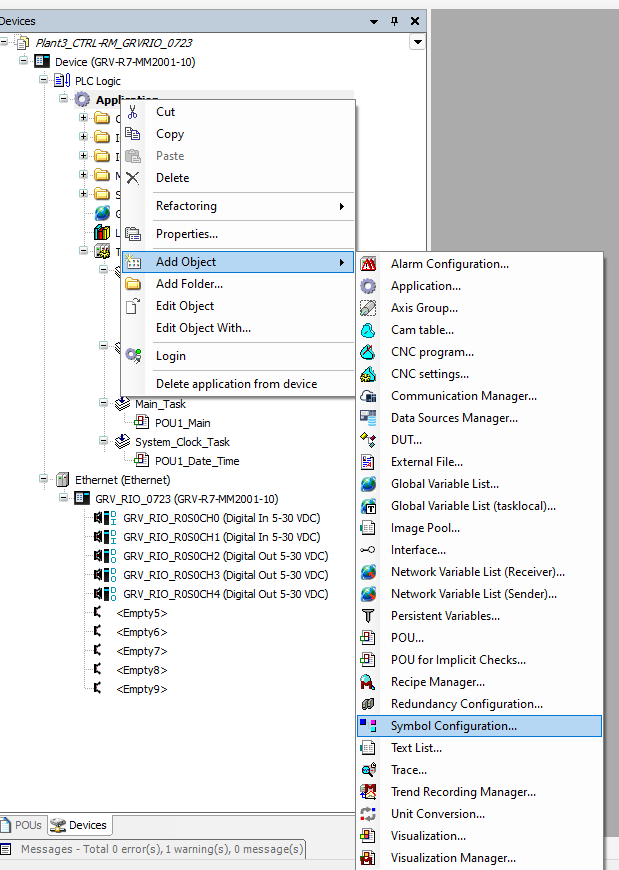 Devices
Plant3_CTRL-RM_GRVRIO_0723
Device (GRV-R7-MM2001-10)
PLC Logic
Application
Cut
Copy
Paste
Delete
Refactoring
Properties...
Add Object
Add Folder...
Edit Object
Edit Object With...
Login
Delete application from device
Alarm Configuration...
Application...
Axis Group...
Cam table...
CNC program...
CNC settings...
Communication Manager...
Data Sources Manager...
DUT...
External File...
Global Variable List...
Global Variable List (tasklocal)...
Image Pool...
Interface...
Network Variable List (Receiver)...
Network Variable List (Sender)...
Persistent Variables...
POU...
POU for Implicit Checks...
Recipe Manager...
Redundancy Configuration...
Symbol Configuration...
Text List...
Trace...
Trend Recording Manager...
Unit Conversion...
Visualization...
Visualization Manager...
Main_Task
POU1_Main
System_Clock_Task
POU1_Date_Time
Ethernet (Ethernet)
GRV_RIO_0723 (GRV-R7-MM2001-10)
GRV_RIO_R0S0CH0 (Digital In 5-30 VDC)
GRV_RIO_R0S0CH1 (Digital In 5-30 VDC)
GRV_RIO_R0S0CH2 (Digital Out 5-30 VDC)
GRV_RIO_R0S0CH3 (Digital Out 5-30 VDC)
GRV_RIO_R0S0CH4 (Digital Out 5-30 VDC)
<Empty5>
<Empty6>
<Empty7>
<Empty8>
<Empty9>
POUs
Devices
Messages - Total 0 error(s), 1 warning(s), 0 message(s)